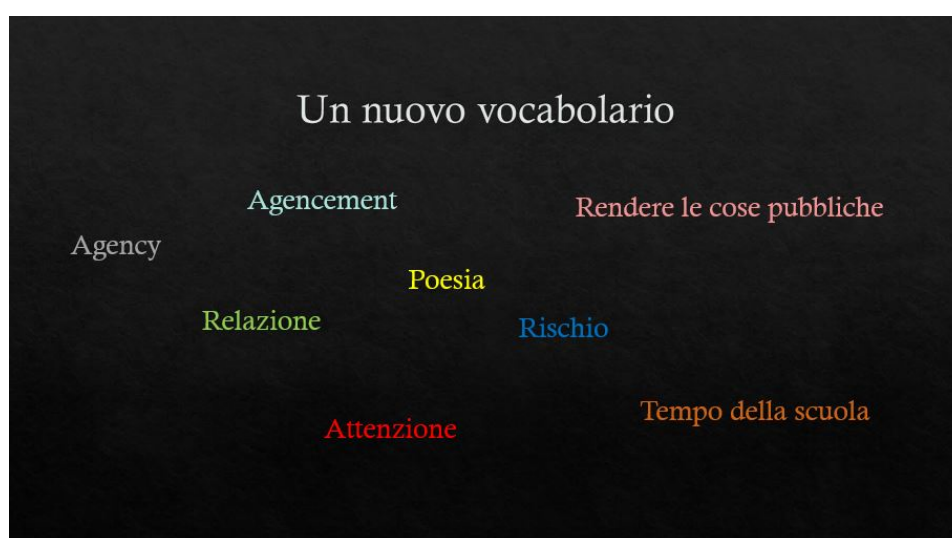 Un nuovo vocabolario
Agencement
Rendere le cose pubbliche
Agency
Poesia
Relazione
Rischio
Tempo della scuola
Attenzione